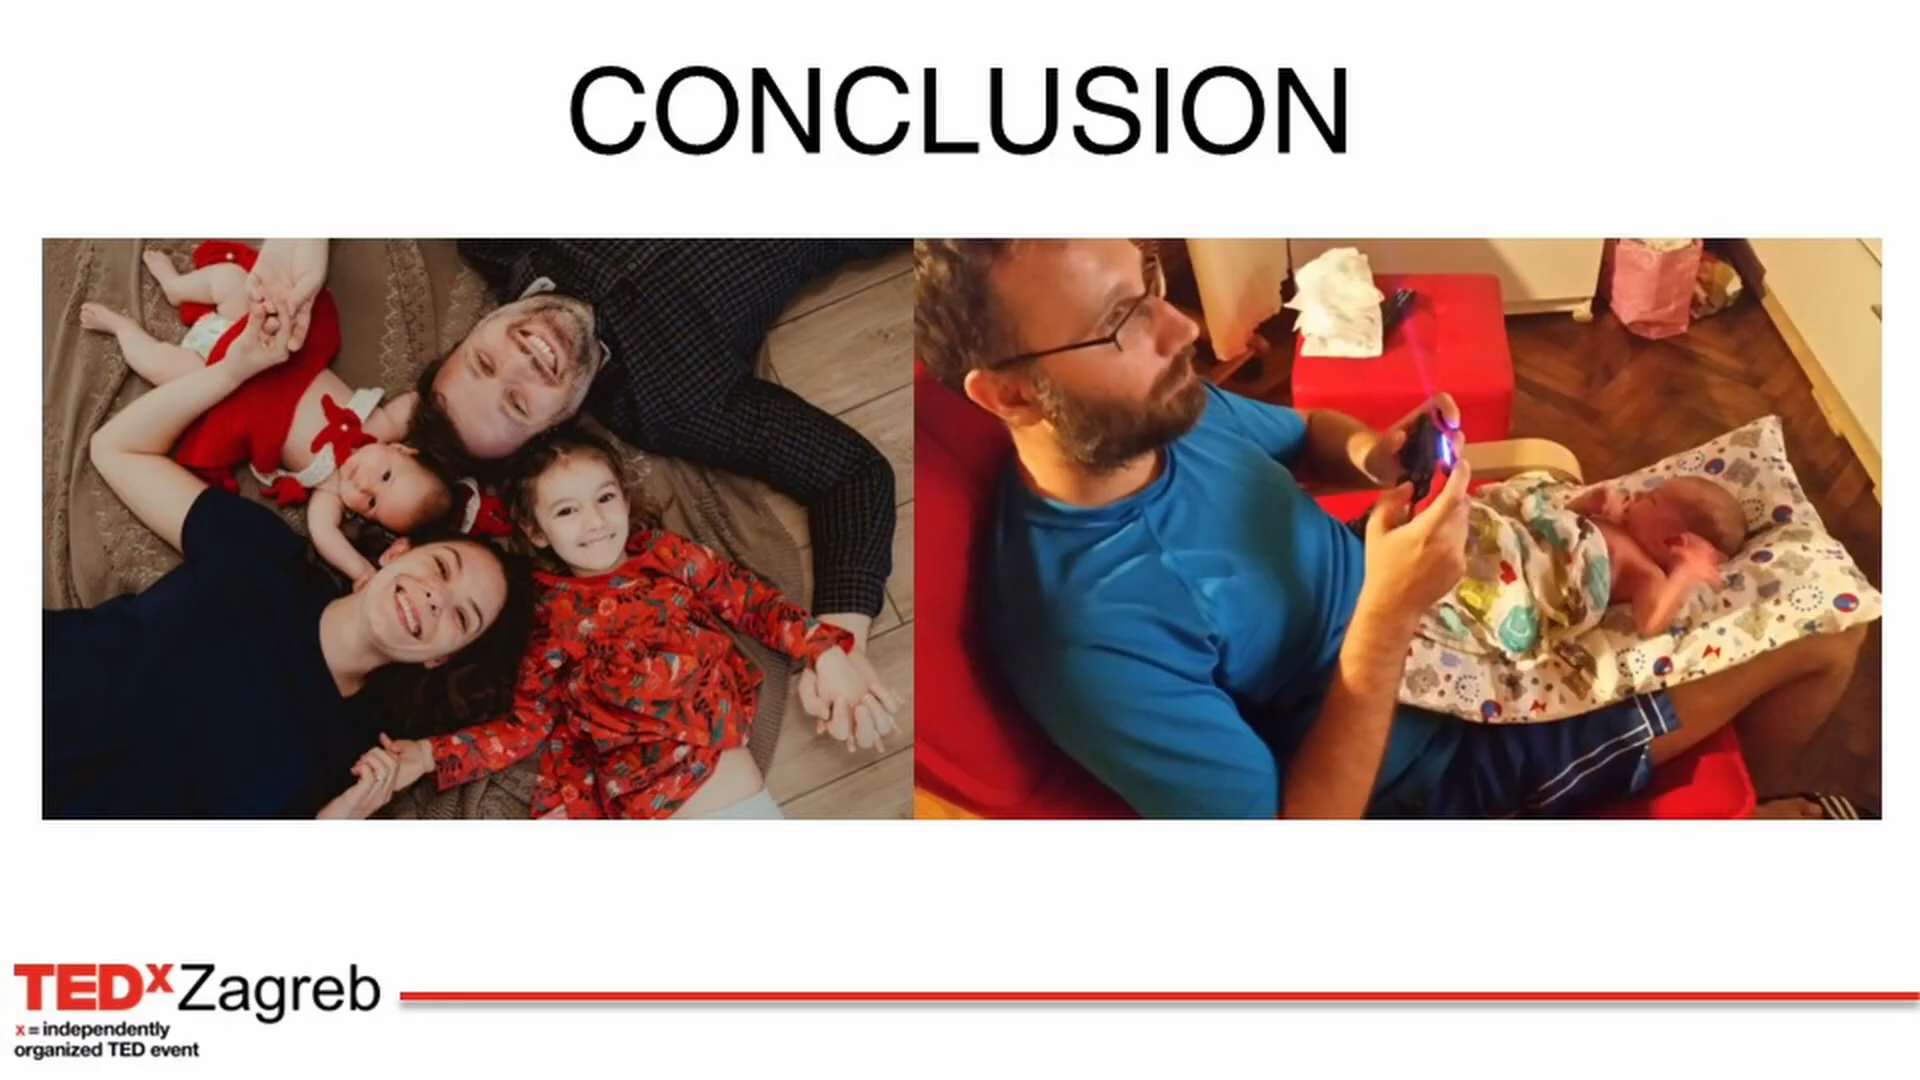 CONCLUSION
TEDxZagreb
x = independently
organized TED event